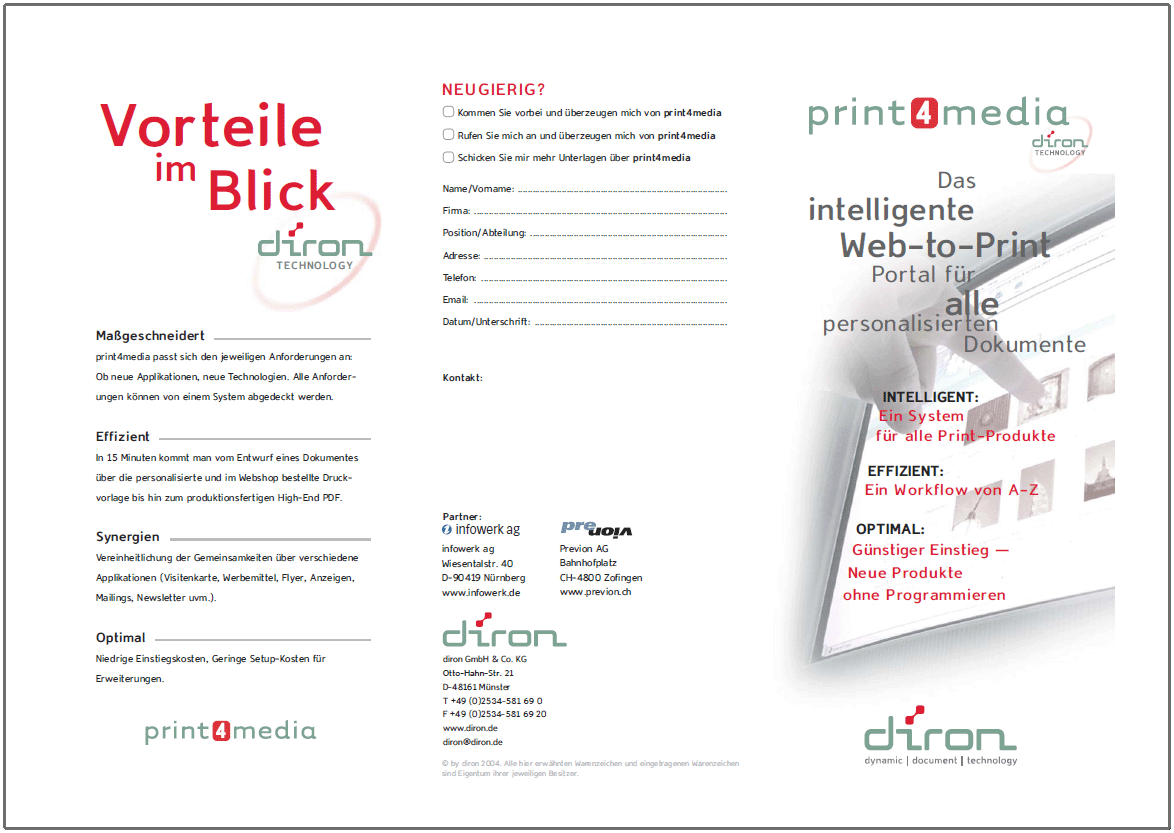 Vorteile
im
Blick
diron
TECHNOLOGY
Maßgeschneidert
print4media passt sich den jeweiligen Anforderungen an:
Ob neue Applikationen, neue Technologien. Alle Anforder-
ungen können von einem System abgedeckt werden.
Effizient
In 15 Minuten kommt man vom Entwurf eines Dokumentes
über die personalisierte und im Webshop bestellte Druck-
vorlage bis hin zum produktionsfertigen High-End PDF.
Synergien
Vereinheitlichung der Gemeinsamkeiten über verschiedene
Applikationen (Visitenkarte, Werbemittel, Flyer, Anzeigen,
Mailings, Newsletter uvm.).
Optimal
Niedrige Einstiegskosten, Geringe Setup-Kosten für
Erweiterungen.
print4media
NEUGIERIG?
Kommen Sie vorbei und überzeugen mich von print4media
Rufen Sie mich an und überzeugen mich von print4media
Schicken Sie mir mehr Unterlagen über print4media
Name/Vorname:
Firma:
Position/Abteilung:
Adresse:
Telefon:
Email:
Datum/Unterschrift:
Kontakt:
Partner:
infowerk ag
infowerk ag
Wiesentalstr. 40
D-90419 Nürnberg
www.infowerk.de
previon
Previon AG
Bahnhofplatz
CH-4800 Zofingen
www.previon.ch
diron
diron GmbH & Co. KG
Otto-Hahn-Str. 21
D-48161 Münster
T +49 (0)2534-581 69 0
F +49 (0)2534-581 69 20
www.diron.de
diron@diron.de
© by diron 2004. Alle hier erwähnten Warenzeichen und eingetragenen Warenzeichen
sind Eigentum ihrer jeweiligen Besitzer.
print4media
diron
TECHNOLOGY
Das
intelligente
Web-to-Print
Portal für
alle
personalisierten
Dokumente
INTELLIGENT:
Ein System
für alle Print-Produkte
EFFIZIENT:
Ein Workflow von A-Z
OPTIMAL:
Günstiger Einstieg —
Neue Produkte
ohne Programmieren
diron
dynamic | document | technology